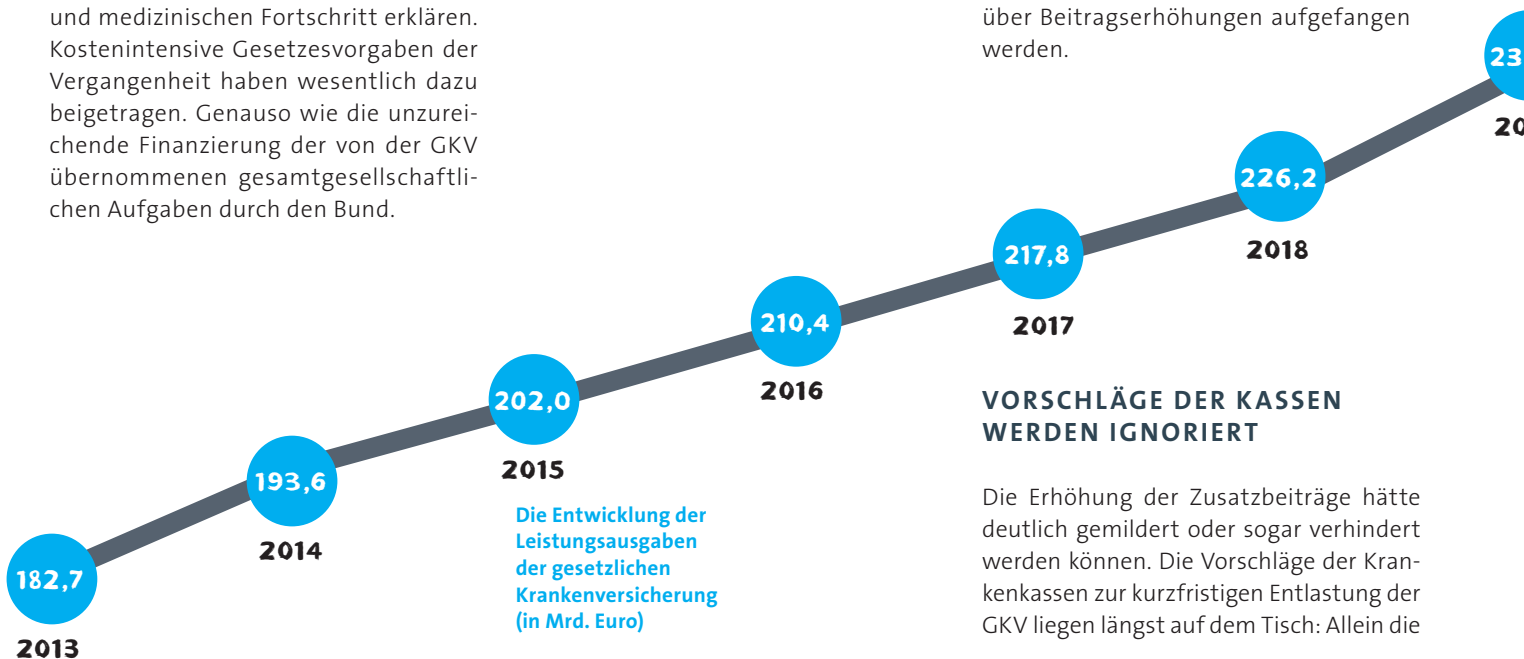 und medizinischen Fortschritt erklären.
Kostenintensive Gesetzesvorgaben der
Vergangenheit haben wesentlich dazu
beigetragen. Genauso wie die unzurei-
chende Finanzierung der von der GKV
übernommenen gesamtgesellschaftli-
chen Aufgaben durch den Bund.
182,7
2013
193,6
2014
202,0
2015
210,4
2016
217,8
2017
226,2
2018
Die Entwicklung der
Leistungsausgaben
der gesetzlichen
Krankenversicherung
(in Mrd. Euro)
über Beitragserhöhungen aufgefangen
werden.
VORSCHLÄGE DER KASSEN
WERDEN IGNORIERT
Die Erhöhung der Zusatzbeiträge hätte
deutlich gemildert oder sogar verhindert
werden können. Die Vorschläge der Kran-
kenkassen zur kurzfristigen Entlastung der
GKV liegen längst auf dem Tisch: Allein die